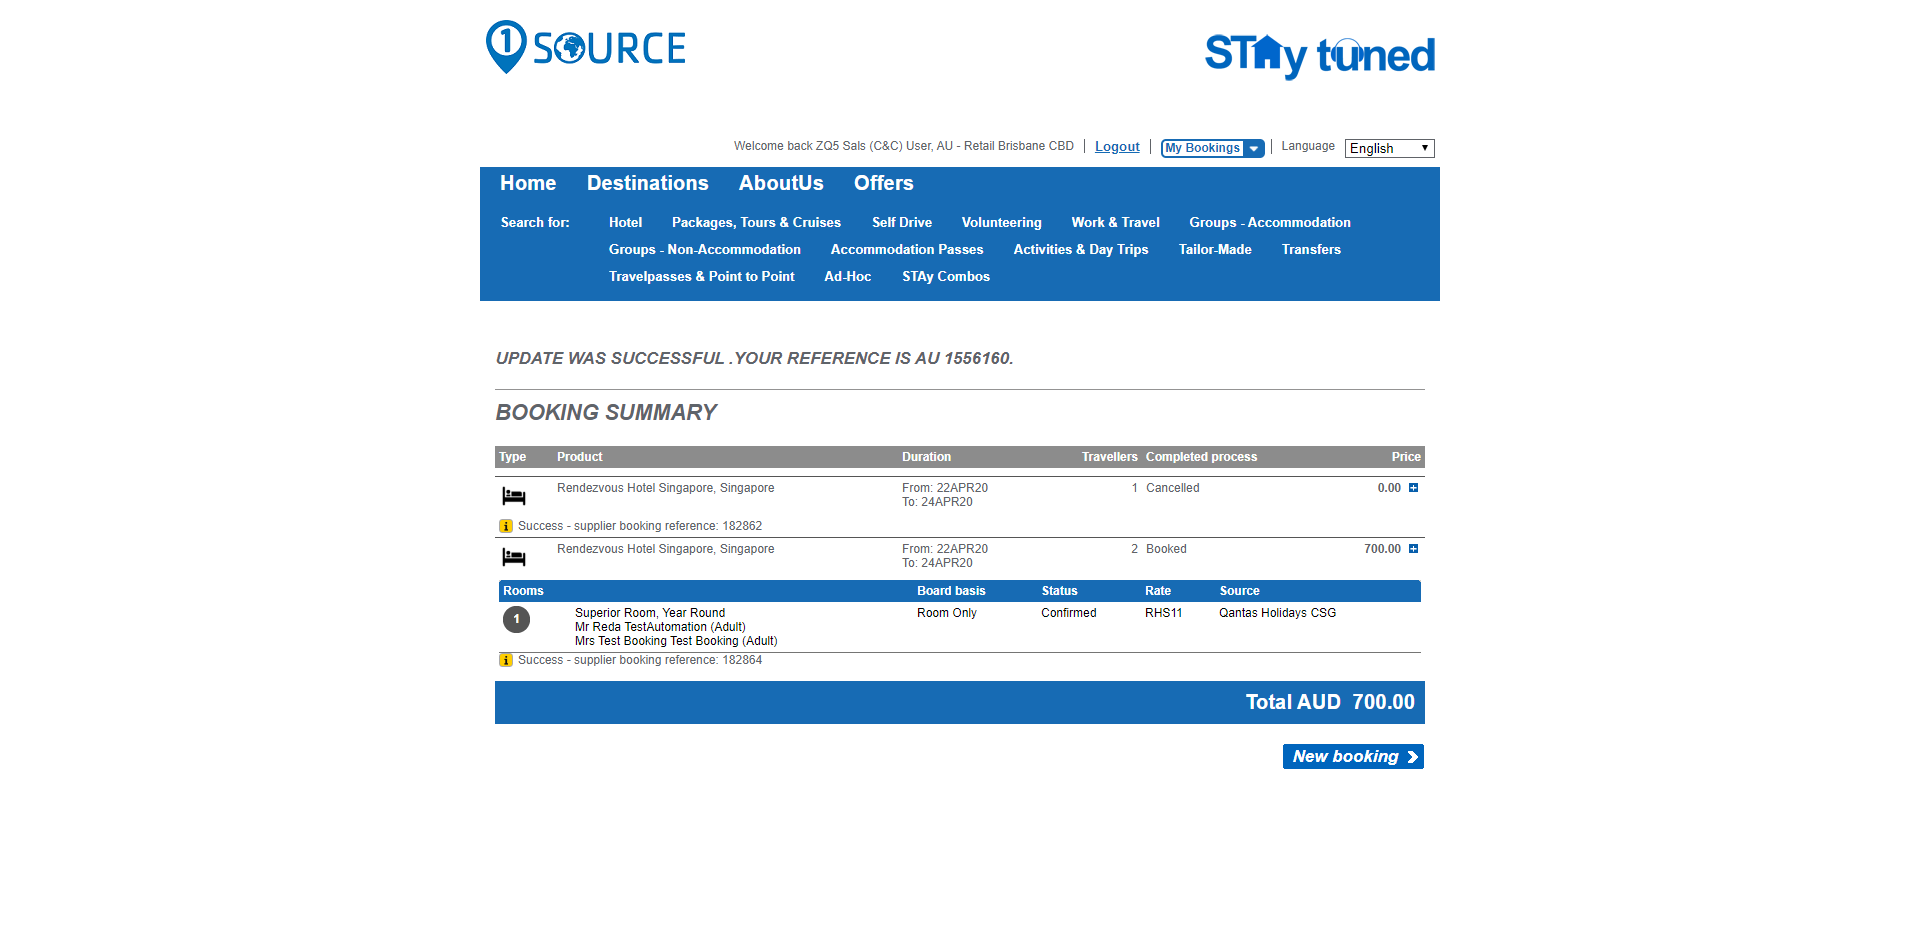 1 SOURCE
STAy tuned
Welcome back ZQ5 Sals (C&C) User, AU - Retail Brisbane CBD | Logout | My Bookings | Language English
Home Destinations AboutUs Offers
Search for: Hotel Packages, Tours & Cruises Self Drive Volunteering Work & Travel Groups - Accommodation
Groups - Non-Accommodation Accommodation Passes Activities & Day Trips Tailor-Made Transfers
Travelpasses & Point to Point Ad-Hoc STAy Combos
UPDATE WAS SUCCESSFUL .YOUR REFERENCE IS AU 1556160.
BOOKING SUMMARY
Type Product Duration Travellers Completed process Price
Rendezvous Hotel Singapore, Singapore From: 22APR20 1 Cancelled 0.00
To: 24APR20
i Success - supplier booking reference: 182862
Rendezvous Hotel Singapore, Singapore From: 22APR20 2 Booked 700.00
To: 24APR20
Rooms Board basis Status Rate Source
1 Superior Room, Year Round Room Only Confirmed RHS11 Qantas Holidays CSG
Mr Reda TestAutomation (Adult)
Mrs Test Booking Test Booking (Adult)
i Success - supplier booking reference: 182864
Total AUD 700.00
New booking